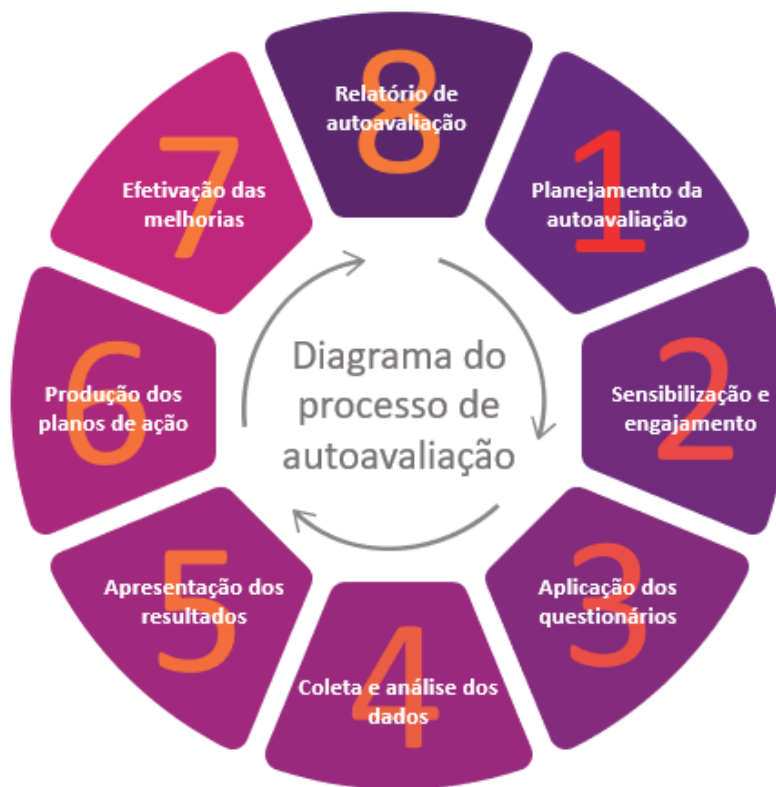 8
Relatório de
autoavaliação
1
Planejamento da
autoavaliação
2
Sensibilização e
engajamento
3
Aplicação dos
questionários
4
Coleta e análise dos
dados
5
Apresentação dos
resultados
6
Produção dos
planos de ação
7
Efetivação das
melhorias
Diagrama do
processo de
autoavaliação